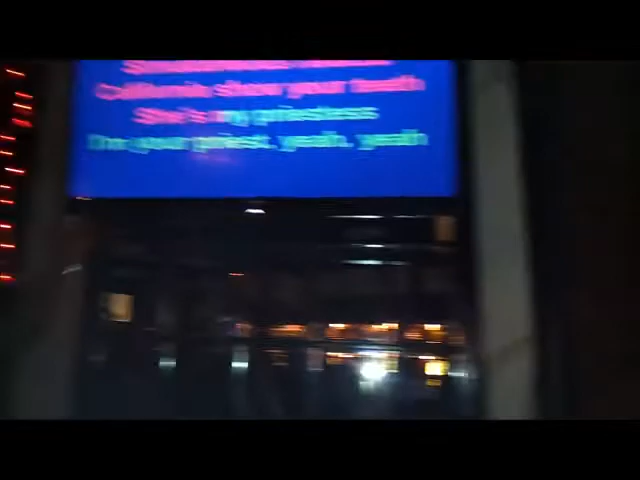 California show your teeth
She's my priestess
I'm your priest, yeah, yeah